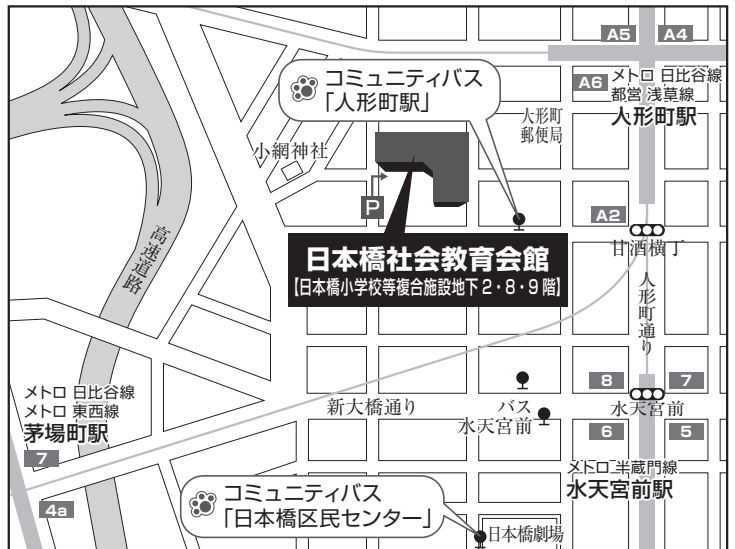 A5
A4
コミュニティバス
「人形町駅」
A6
メトロ 日比谷線
都営 浅草線
人形町駅
人形町
郵便局
小網神社
P
A2
甘酒横丁
高速道路
日本橋社会教育会館
【日本橋小学校等複合施設地下2・8・9階】
人形町通り
メトロ 日比谷線
メトロ 東西線
茅場町駅
7
4a
新大橋通り
バス
水天宮前
8
7
水天宮前
6
5
メトロ 半蔵門線
水天宮前駅
コミュニティバス
「日本橋区民センター」
日本橋劇場